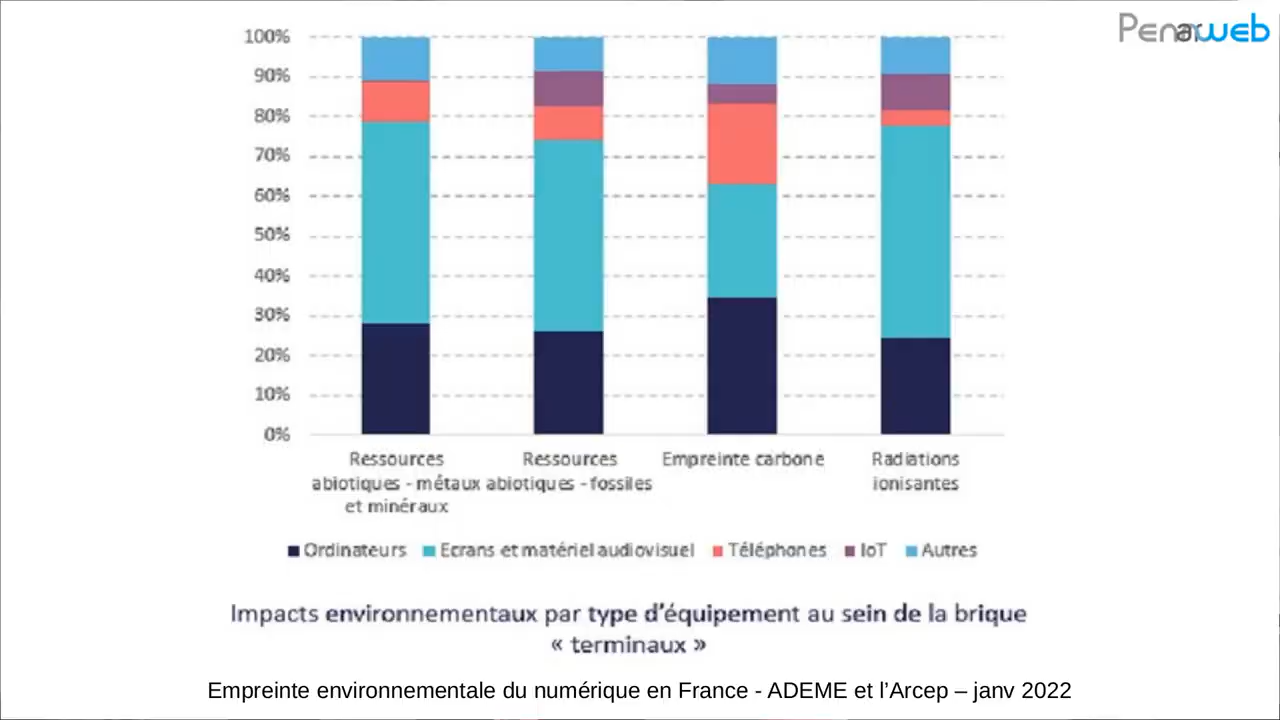 Penarweb
100%
90%
80%
70%
60%
50%
40%
30%
20%
10%
0%
Ressources
abiotiques - métaux
et minéraux
Ressources
abiotiques - fossiles
Empreinte carbone
Radiations
ionisantes
Ordinateurs Ecrans et matériel audiovisuel Téléphones IoT Autres
Impacts environnementaux par type d'équipement au sein de la brique
« terminaux »
Empreinte environnementale du numérique en France - ADEME et l’Arcep – janv 2022